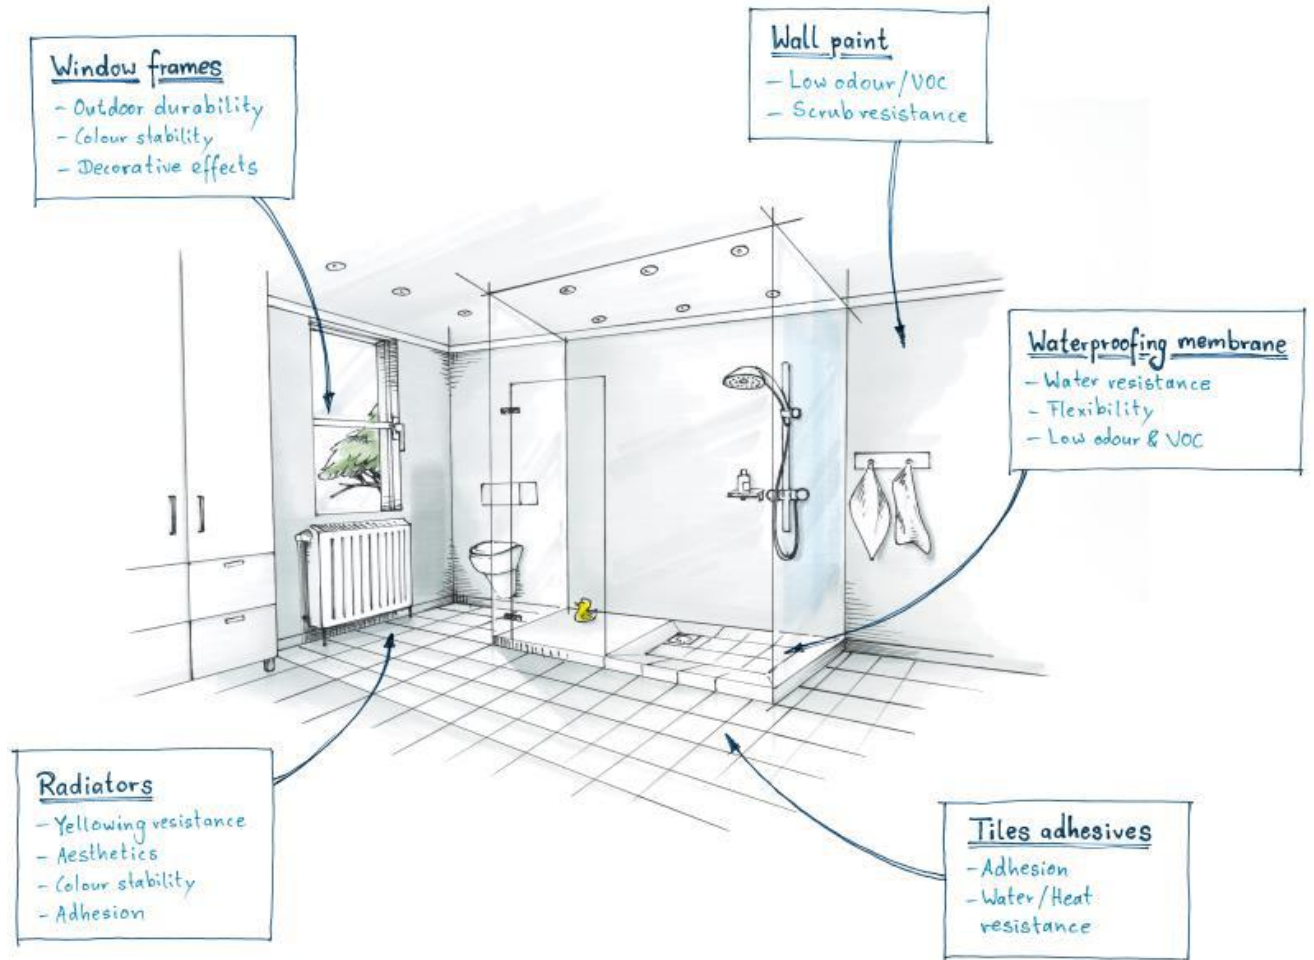 Window frames
- Outdoor durability
- Colour stability
- Decorative effects
Wall paint
- Low odour/VOC
- Scrub resistance
Waterproofing membrane
- Water resistance
- Flexibility
- Low odour & VOC
Radiators
- Yellowing resistance
- Aesthetics
- Colour stability
- Adhesion
Tiles adhesives
- Adhesion
- Water/Heat
resistance